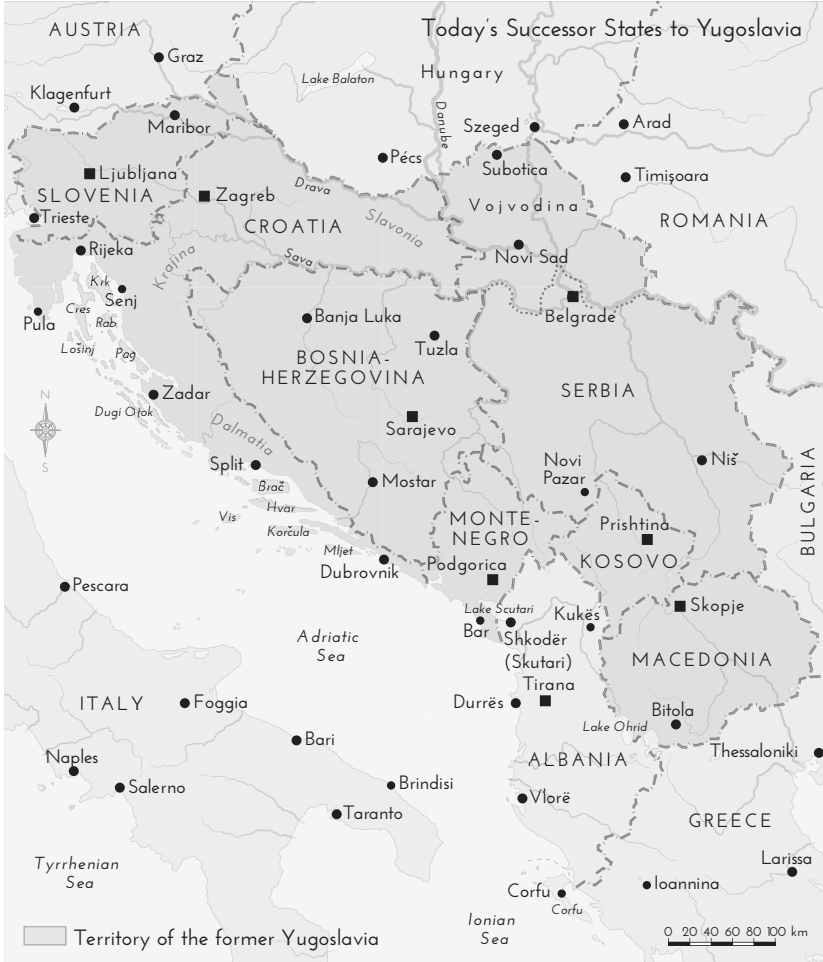 Today's Successor States to Yugoslavia
AUSTRIA
Graz
Lake Balaton
Hungary
Klagenfurt
Maribor
Danube
Szeged
Arad
Pécs
Subotica
Ljubljana
SLOVENIA
Zagreb
Drava
Timișoara
Trieste
CROATIA
Slavonia
Vojvodina
ROMANIA
Rijeka
Krajina
Sava
Novi Sad
Krk
Senj
Cres
Rab
Pula
Lošinj
Pag
Banja Luka
Belgrade
Tuzla
BOSNIA-
HERZEGOVINA
SERBIA
N
S
Zadar
Dugi Otok
Sarajevo
Dalmatia
Split
Brač
Mostar
Novi
Pazar
Niš
BULGARIA
Hvar
Vis
Korčula
MONTE-
NEGRO
Prishtina
KOSOVO
Mljet
Dubrovnik
Podgorica
Pescara
Lake Scutari
Kukës
Skopje
Bar
Shkodër
(Skutari)
Adriatic
Sea
MACEDONIA
Tirana
ITALY
Foggia
Durrës
Bitola
Lake Ohrid
Bari
Thessaloniki
Naples
ALBANIA
Salerno
Brindisi
Vlorë
Taranto
GREECE
Tyrrhenian
Sea
Larissa
Ioannina
Corfu
Corfu
Ionian
Sea
Territory of the former Yugoslavia
0 20 40 60 80 100 km